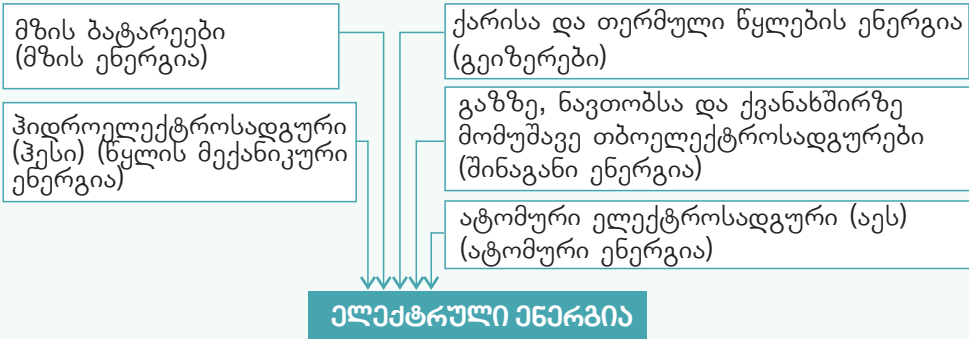 მზის ბატარეები
(მზის ენერგია)
ჰიდროელექტროსადგური
(ჰესი) (წყლის მექანიკური
ენერგია)
ქარისა და თერმული წყლების ენერგია
(გეიზერები)
გაზზე, ნავთობსა და ქვანახშირზე
მომუშავე თბოელექტროსადგურები
(შინაგანი ენერგია)
ატომური ელექტროსადგური (აეს)
(ატომური ენერგია)
ელექტრული ენერგია